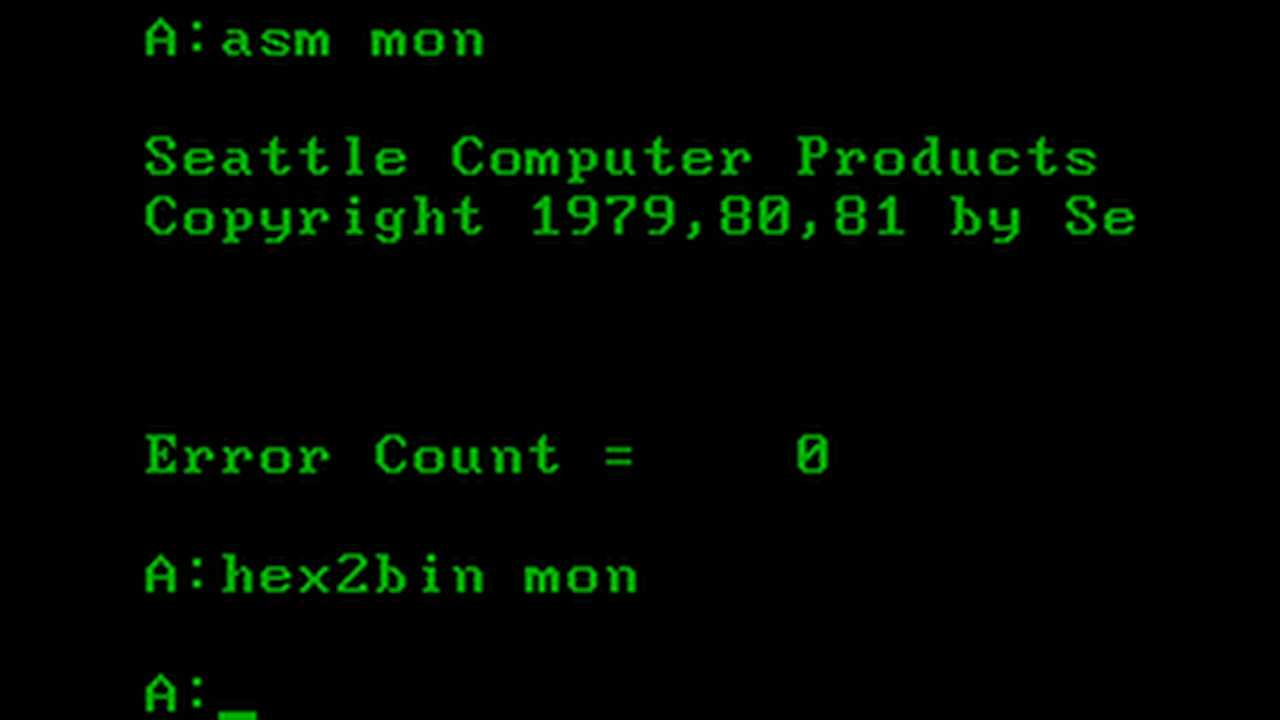 A:asm mon
Seattle Computer Products
Copyright 1979,80,81 by Se
Error Count =    0
A:hex2bin mon
A:_